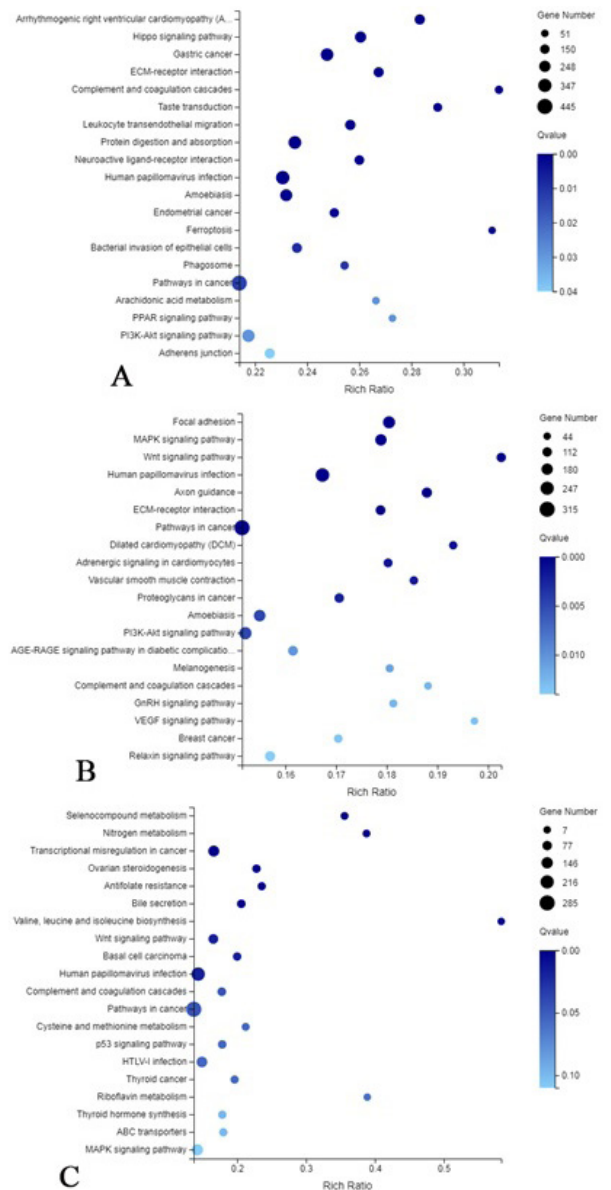 Arrhythmogenic right ventricular cardiomyopathy (A...
Hippo signaling pathway
Gastric cancer
ECM-receptor interaction
Complement and coagulation cascades
Taste transduction
Leukocyte transendothelial migration
Protein digestion and absorption
Neuroactive ligand-receptor interaction
Human papillomavirus infection
Amoebiasis
Endometrial cancer
Ferroptosis
Bacterial invasion of epithelial cells
Phagosome
Pathways in cancer
Arachidonic acid metabolism
PPAR signaling pathway
PI3K-Akt signaling pathway
Adherens junction
0.22 0.24 0.26 0.28 0.30
Rich Ratio
A
Gene Number
51
150
248
347
445
Qvalue
0.00
0.01
0.02
0.03
0.04
Focal adhesion
MAPK signaling pathway
Wnt signaling pathway
Human papillomavirus infection
Axon guidance
ECM-receptor interaction
Pathways in cancer
Dilated cardiomyopathy (DCM)
Adrenergic signaling in cardiomyocytes
Vascular smooth muscle contraction
Proteoglycans in cancer
Amoebiasis
PI3K-Akt signaling pathway
AGE-RAGE signaling pathway in diabetic complicatio...
Melanogenesis
Complement and coagulation cascades
GnRH signaling pathway
VEGF signaling pathway
Breast cancer
Relaxin signaling pathway
0.16 0.17 0.18 0.19 0.20
Rich Ratio
B
Gene Number
44
112
180
247
315
Qvalue
0.000
0.005
0.010
Selenocompound metabolism
Nitrogen metabolism
Transcriptional misregulation in cancer
Ovarian steroidogenesis
Antifolate resistance
Bile secretion
Valine, leucine and isoleucine biosynthesis
Wnt signaling pathway
Basal cell carcinoma
Human papillomavirus infection
Complement and coagulation cascades
Pathways in cancer
Cysteine and methionine metabolism
p53 signaling pathway
HTLV-I infection
Thyroid cancer
Riboflavin metabolism
Thyroid hormone synthesis
ABC transporters
MAPK signaling pathway
0.2 0.3 0.4 0.5
Rich Ratio
C
Gene Number
7
77
146
216
285
Qvalue
0.00
0.05
0.10